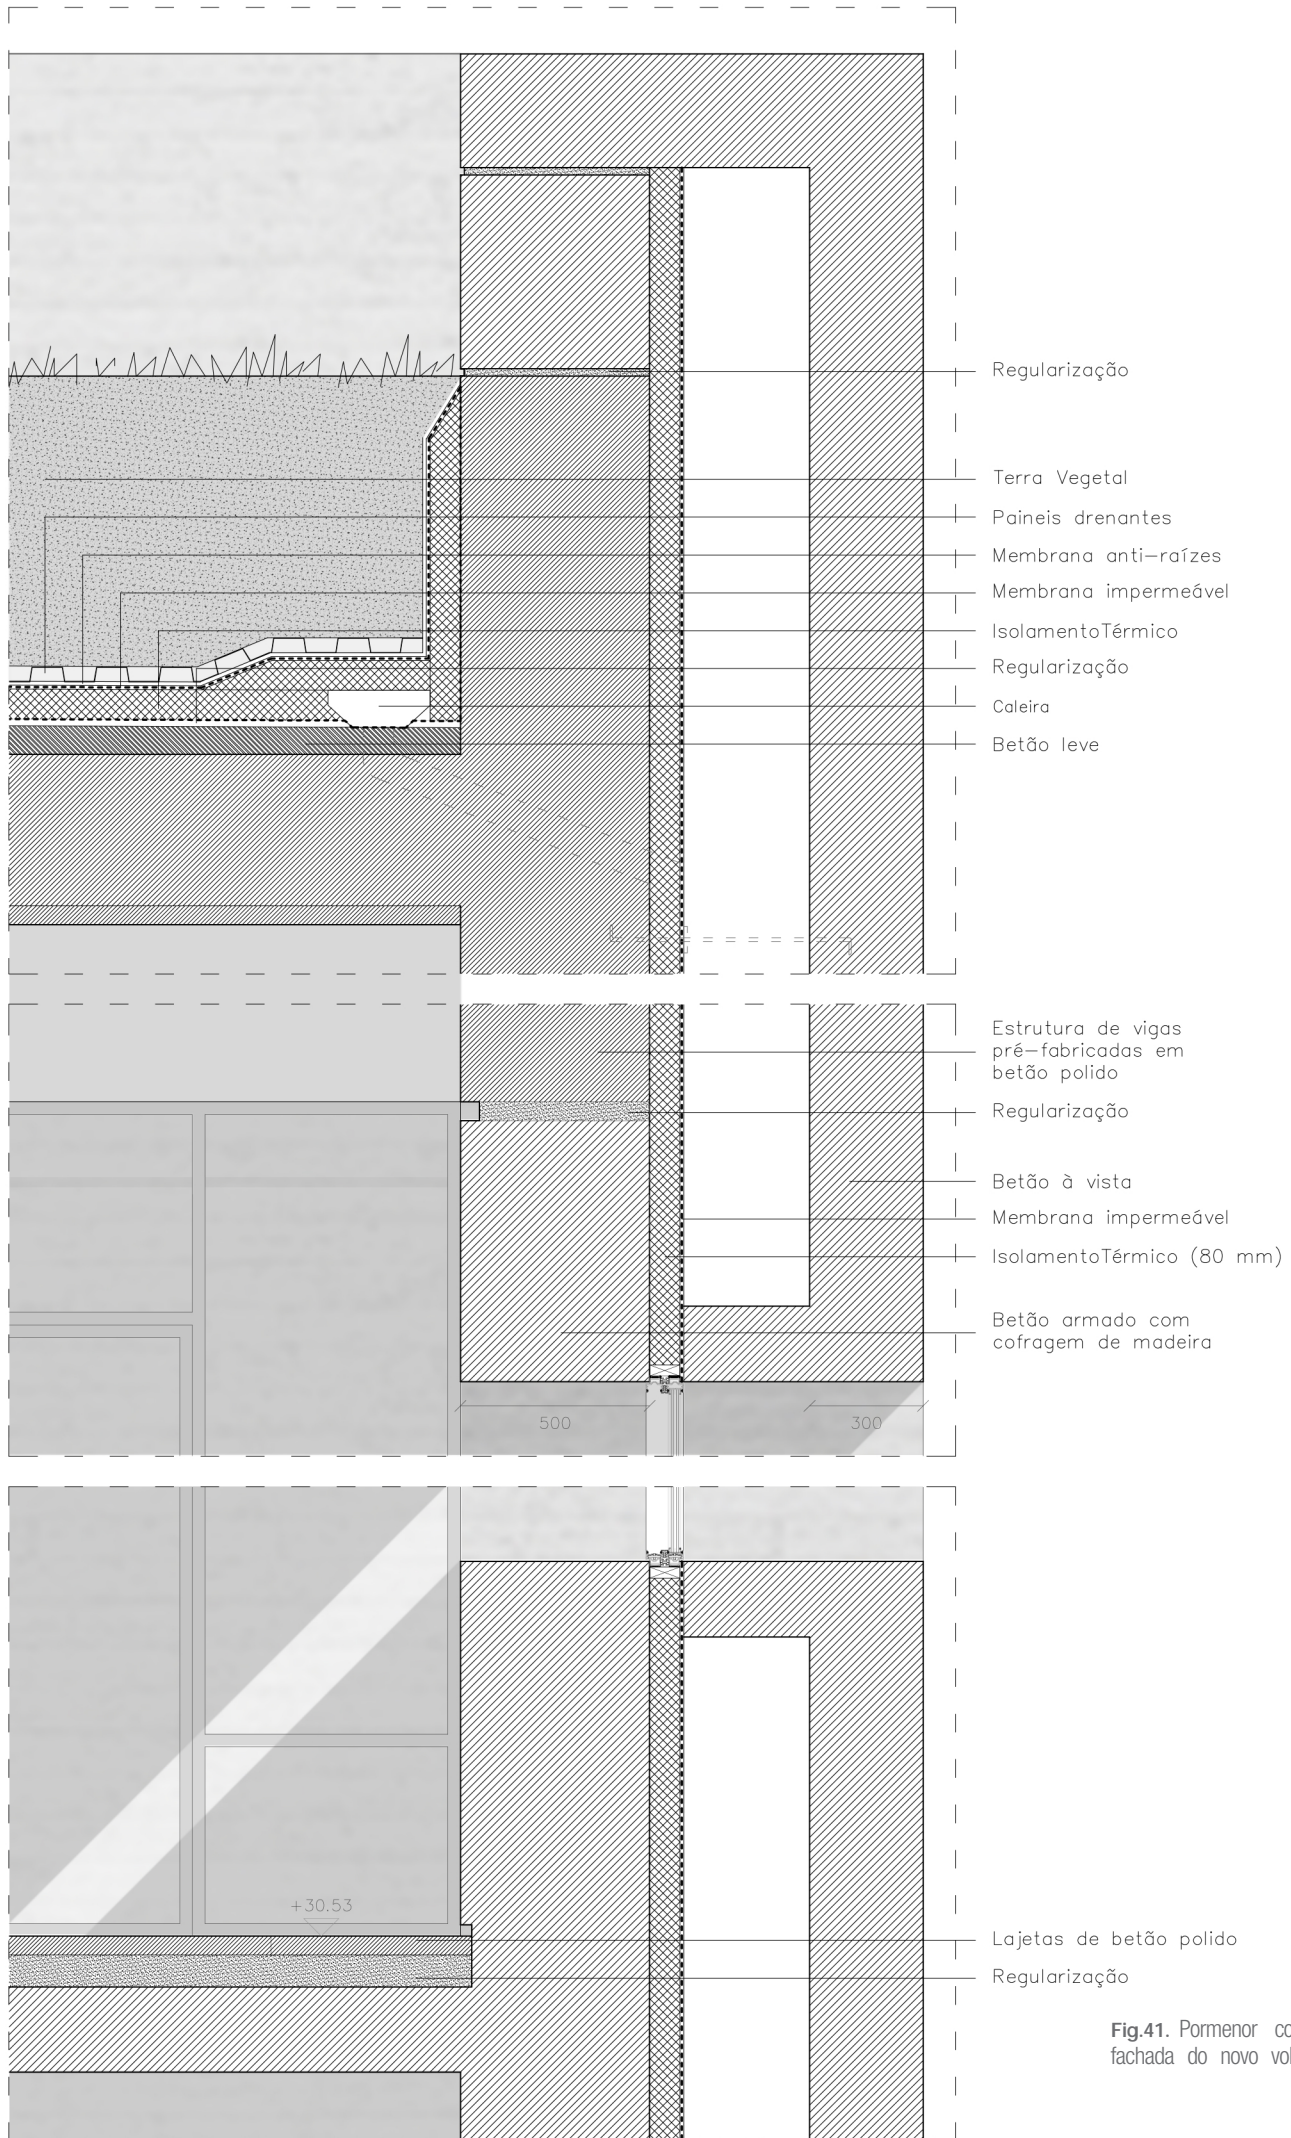 Regularização
Terra Vegetal
Paineis drenantes
Membrana anti-raízes
Membrana impermeável
IsolamentoTérmico
Regularização
Caleira
Betão leve
Estrutura de vigas
pré-fabricadas em
betão polido
Regularização
Betão à vista
Membrana impermeável
IsolamentoTérmico (80 mm)
Betão armado com
cofragem de madeira
500
300
+30.53
Lajetas de betão polido
Regularização
Fig.41. Pormenor
fachada do novo